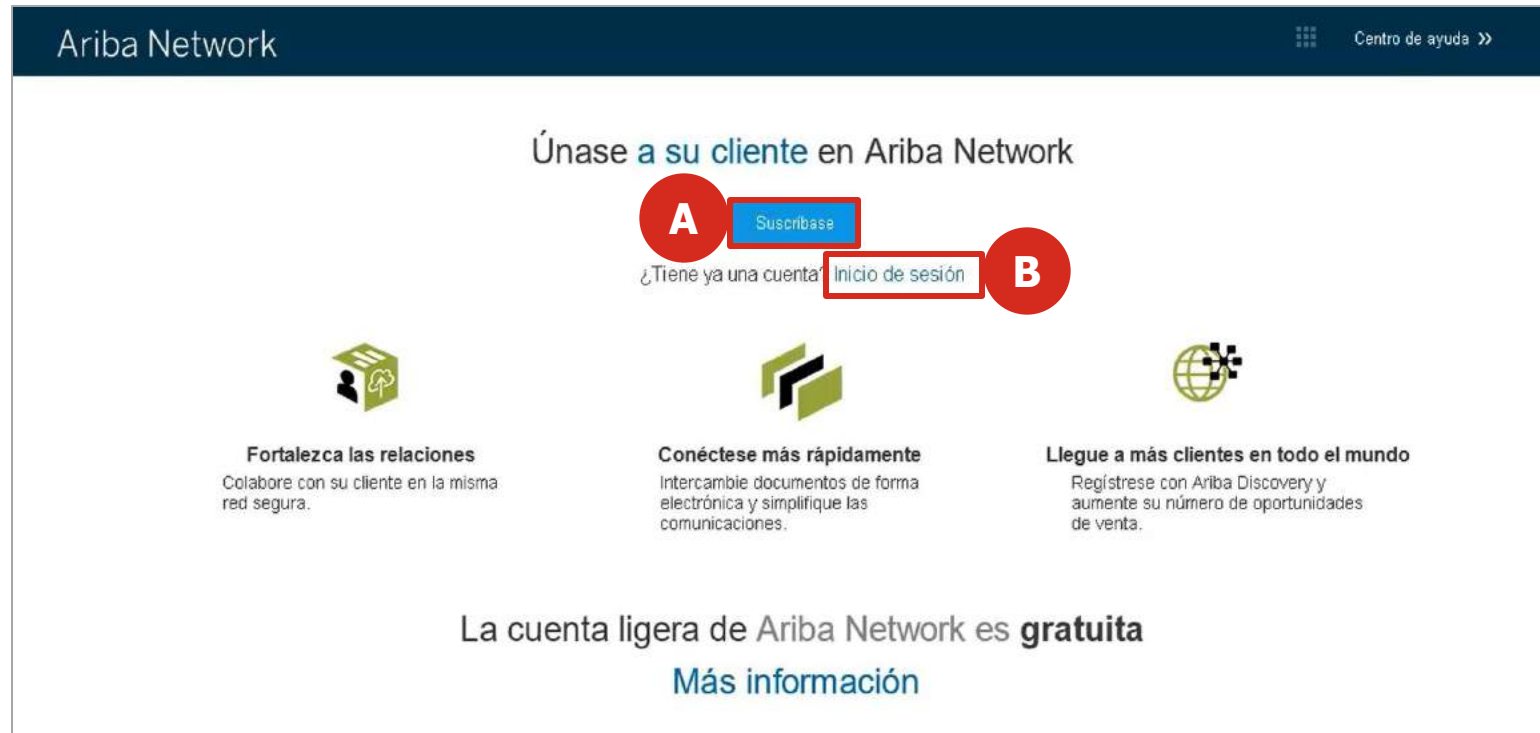 Ariba Network
Centro de ayuda »
Únase a su cliente en Ariba Network
A
Suscríbase
¿Tiene ya una cuenta? Inicio de sesión
B
Fortalezca las relaciones
Colabore con su cliente en la misma
red segura.
Conéctese más rápidamente
Intercambie documentos de forma
electrónica y simplifique las
comunicaciones.
Llegue a más clientes en todo el mundo
Regístrese con Ariba Discovery y
aumente su número de oportunidades
de venta.
La cuenta ligera de Ariba Network es gratuita
Más información